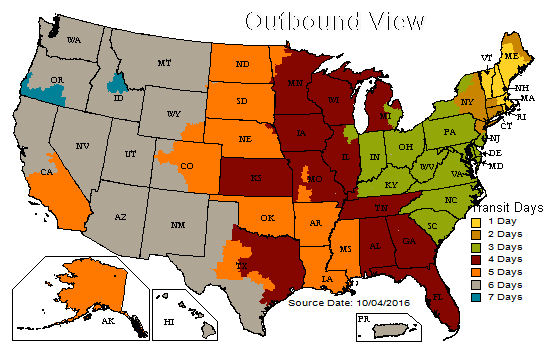 Outbound View
WA
MT
ND
MN
VT
ME
OR
ID
SD
WI
MI
NY
NH
MA
RI
CT
WY
NE
IA
PA
NJ
NV
UT
CO
IL
IN
OH
DE
MD
CA
KS
MO
WV
VA
KY
NC
AZ
NM
OK
AR
TN
SC
TX
LA
MS
AL
GA
FL
AK
HI
PR
Transit Days
1 Day
2 Days
3 Days
4 Days
5 Days
6 Days
7 Days
Source Date: 10/04/2016